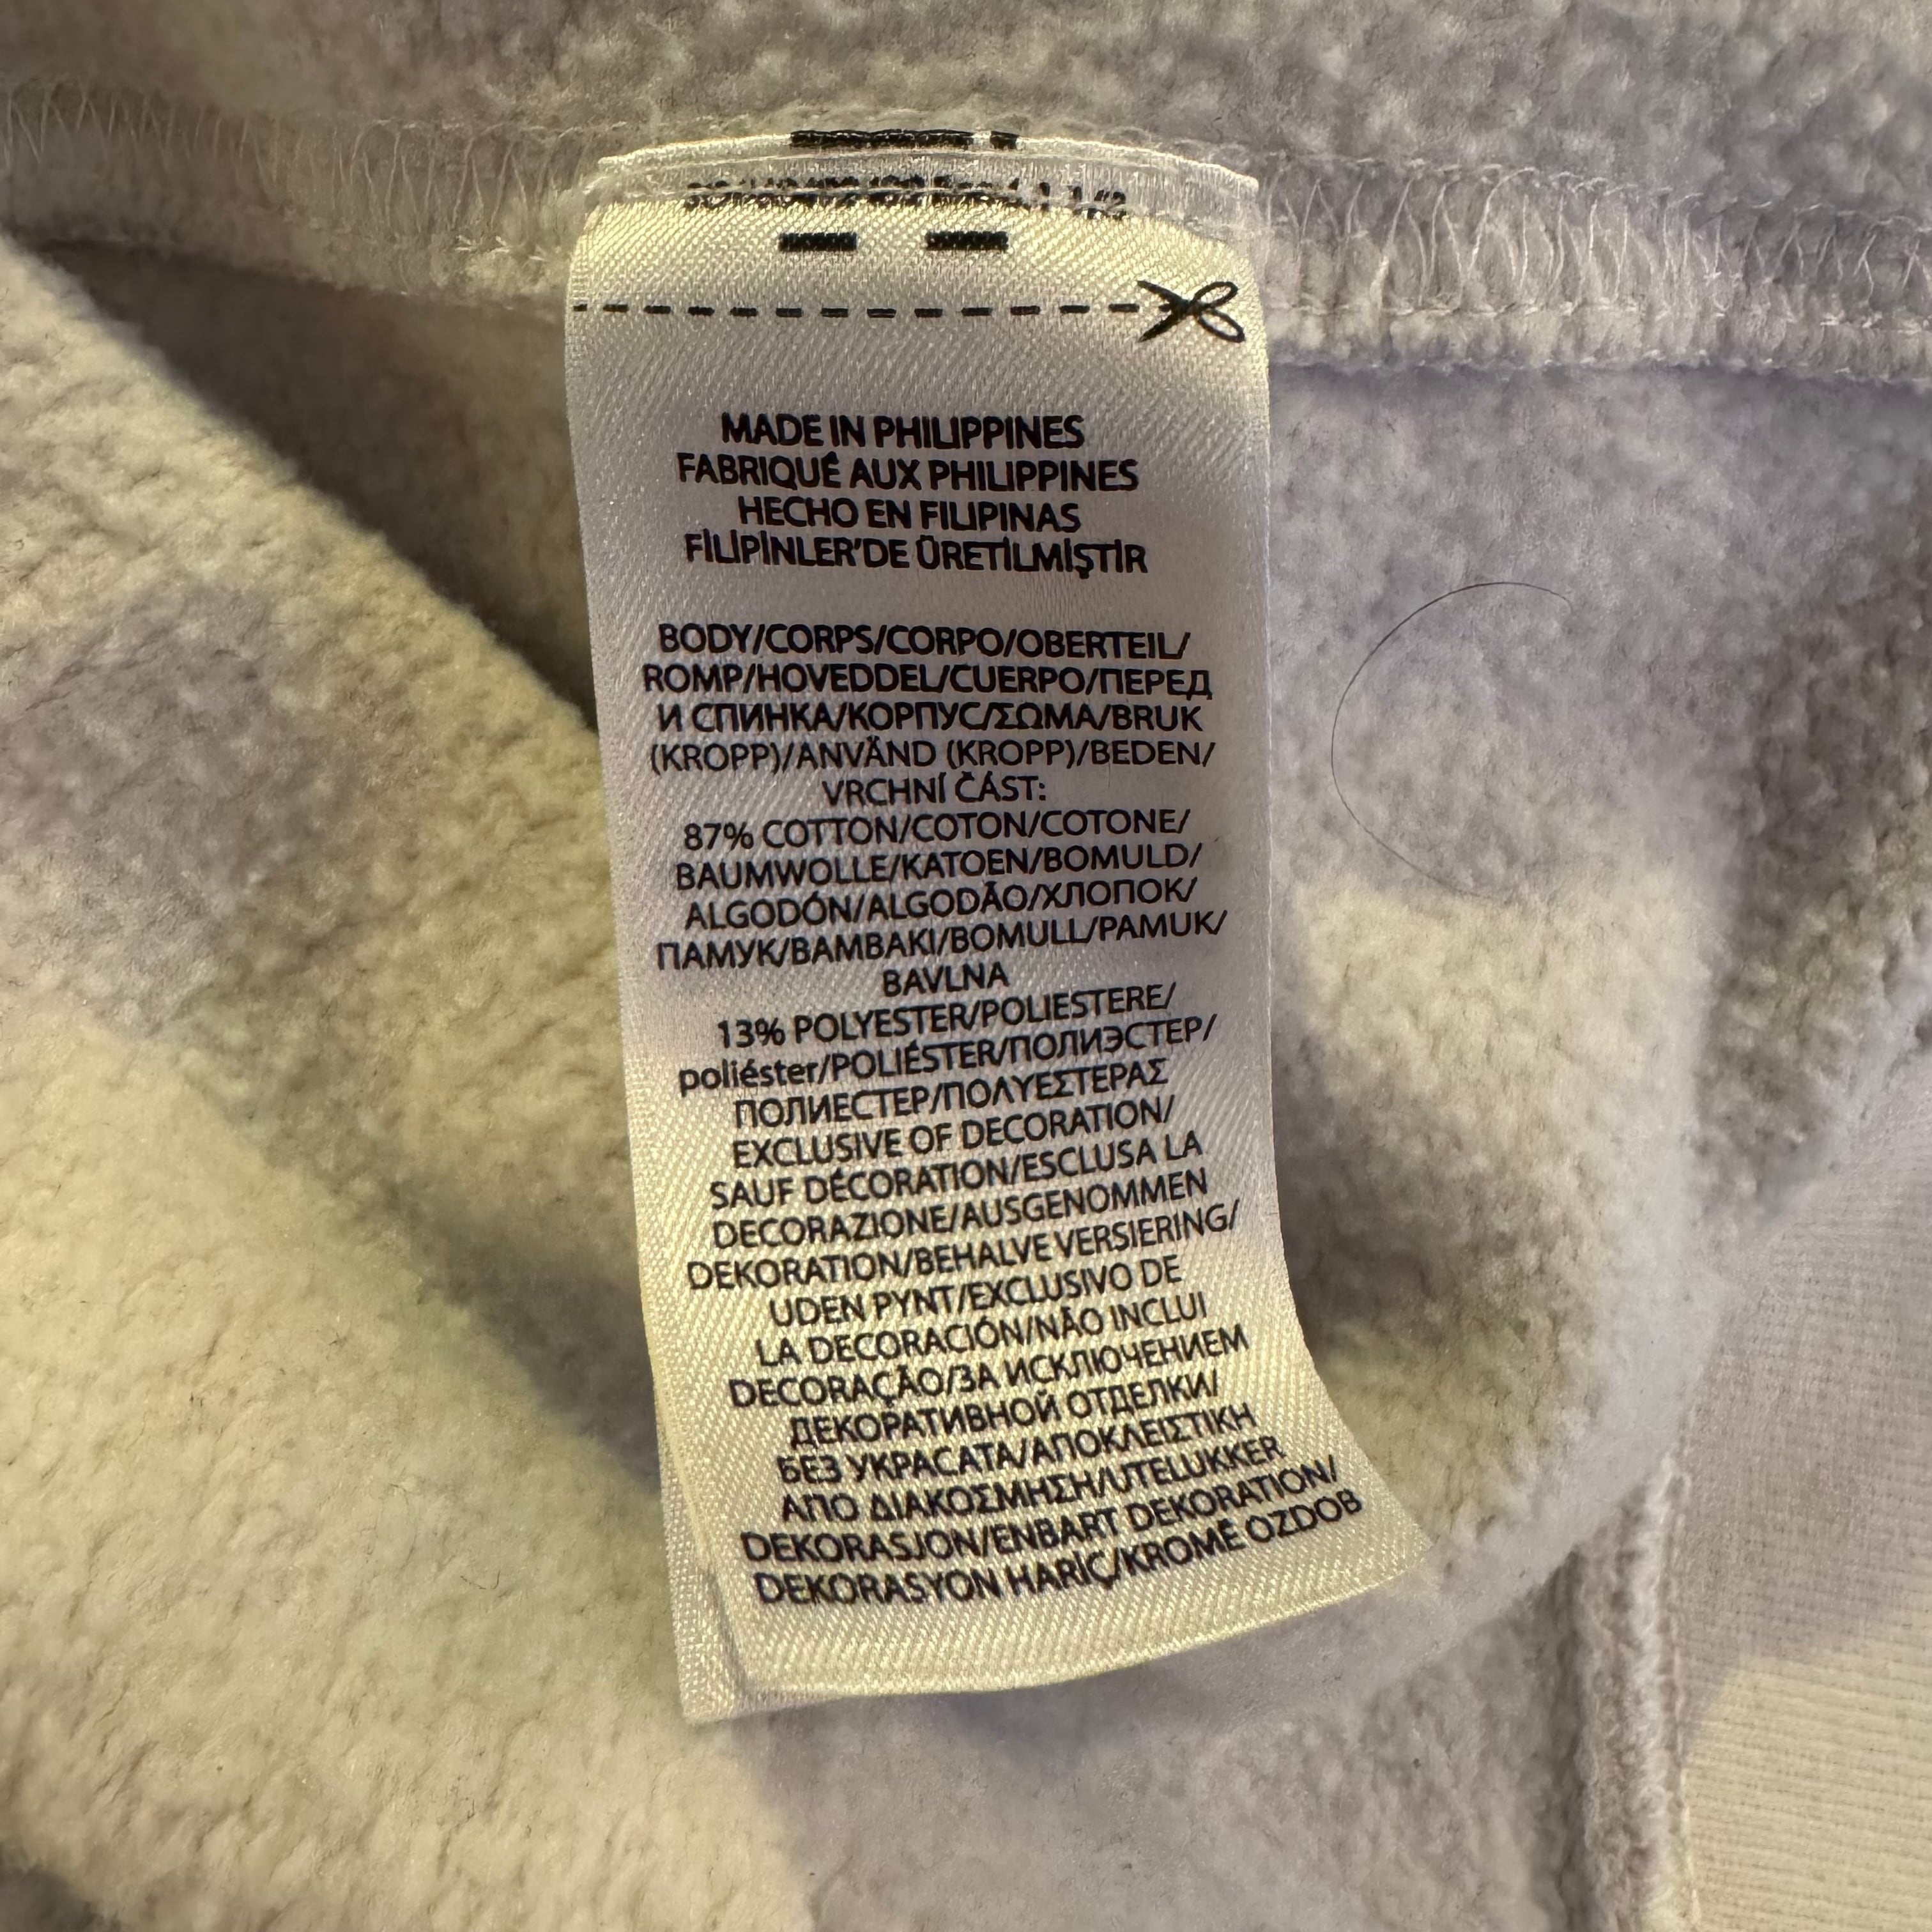 MADE IN PHILIPPINES
FABRIQUÉ AUX PHILIPPINES
HECHO EN FILIPINAS
FİLİPİNLER'DE ÜRETİLMİŞTİR
BODY/CORPS/CORPO/OBERTEIL/
ROMP/HOVEDDEL/CUERPO/ПЕРЕД
И СПИНКА/КОРПУС/ΣΩΜΑ/BRUK
(KROPP)/ANVÄND (KROPP)/BEDEN/
VRCHNÍ ČÁST:
87% COTTON/COTON/COTONE/
BAUMWOLLE/KATOEN/BOMULD/
ALGODÓN/ALGODÃO/ХЛОПОК/
ПАМУК/BAMBAKI/BOMULL/PAMUK/
BAVLNA
13% POLYESTER/POLIESTERE/
poliéster/POLIÉSTER/ПОЛИЭСТЕР/
ПОЛИЕСТЕР/ΠΟΛΥΕΣΤΕΡΑΣ
EXCLUSIVE OF DECORATION/
SAUF DÉCORATION/ESCLUSA LA
DECORAZIONE/AUSGENOMMEN
DEKORATION/BEHALVE VERSIERING/
UDEN PYNT/EXCLUSIVO DE
LA DECORACIÓN/NÃO INCLUI
DECORAÇÃO/ЗА ИСКЛЮЧЕНИЕМ
ДЕКОРАТИВНОЙ ОТДЕЛКИ/
БЕЗ УКРАСАТА/ΑΠΟΚΛΕΙΣΤΙΚΗ
ΑΠΟ ΔΙΑΚΟΣΜΗΣΗ/UTELUKKER
DEKORASJON/ENBART DEKORATION/
DEKORASYON HARİÇ/KROMĚ OZDOB